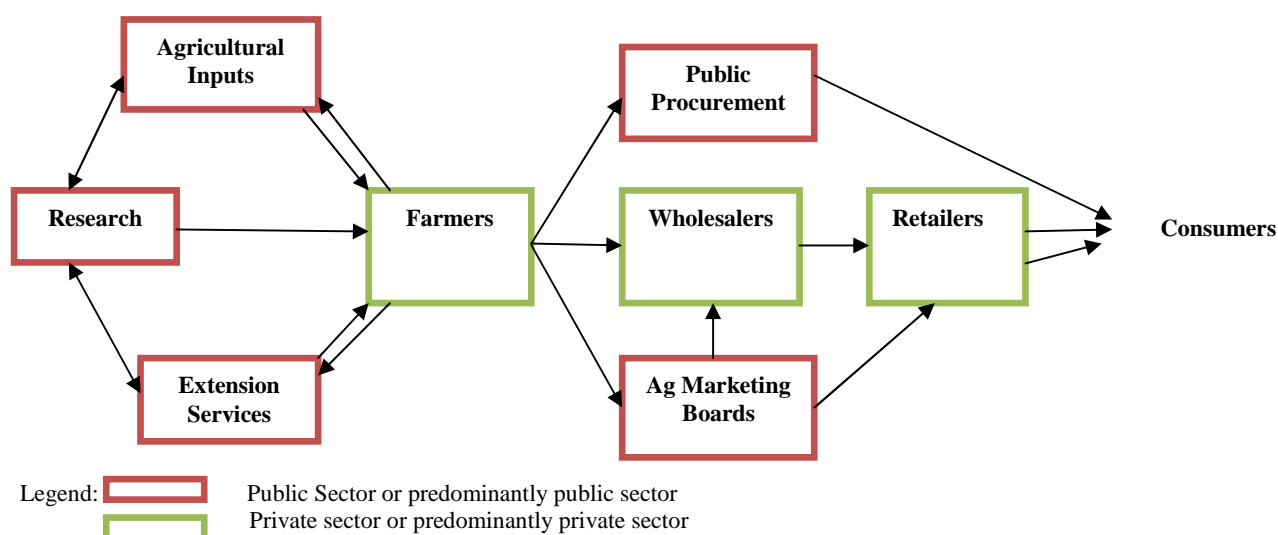 Agricultural
Inputs
Public
Procurement
Research
Farmers
Wholesalers
Retailers
Consumers
Extension
Services
Ag Marketing
Boards
Legend:
Public Sector or predominantly public sector
Private sector or predominantly private sector